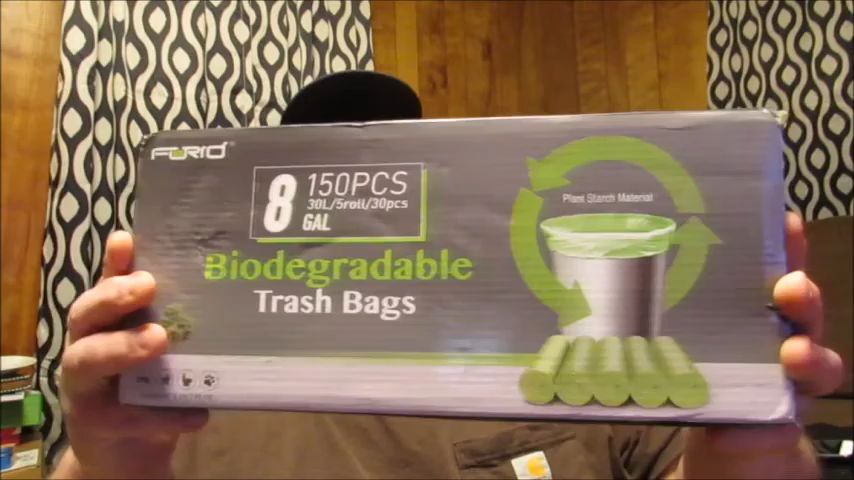 FORID
8
150PCS
30L/5roll/30pcs
GAL
Biodegradable
Trash Bags
Plant Starch Material